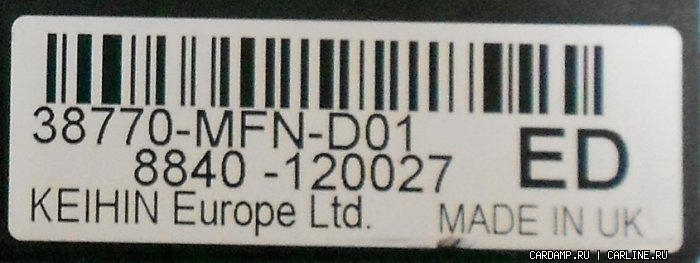 38770-MFN-D01
8840 -120027
ED
KEIHIN Europe Ltd.
MADE IN UK
CARDAMP.RU | CARLINE.RU